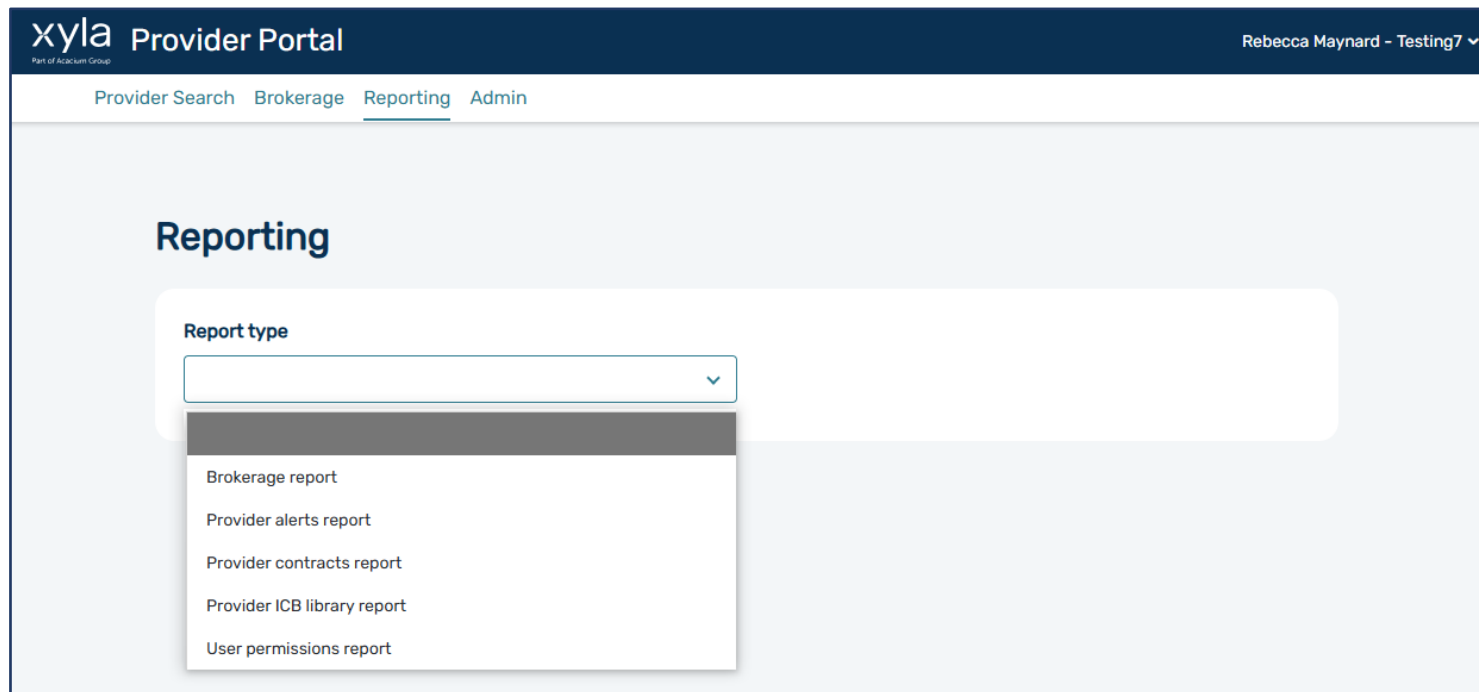 xyla Provider Portal
Part of Acacium Group
Rebecca Maynard - Testing7
Provider Search Brokerage Reporting Admin
Reporting
Report type
Brokerage report
Provider alerts report
Provider contracts report
Provider ICB library report
User permissions report